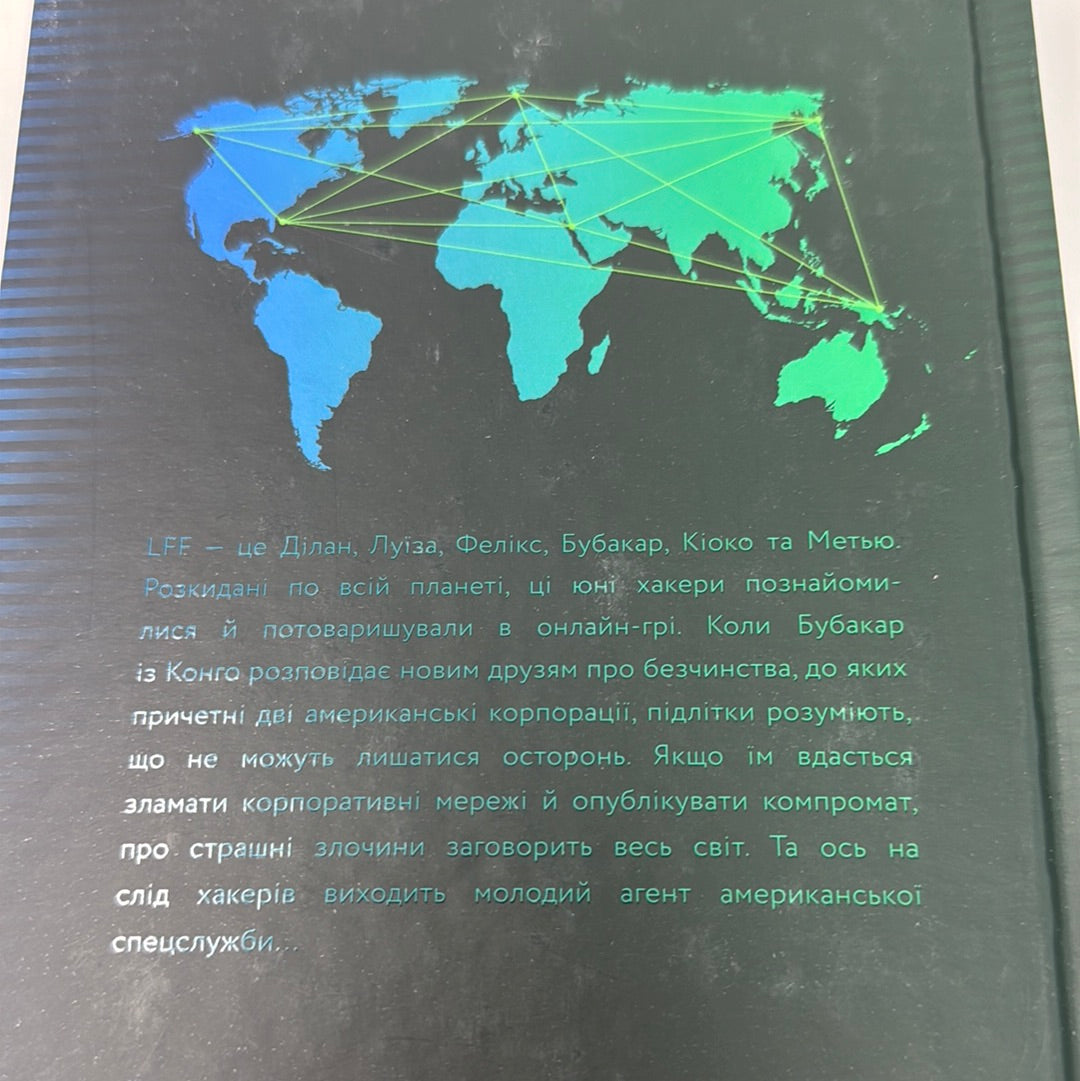 LFF – це Ділан, Луїза, Фелікс, Бубакар, Кіоко та Метью.
Розкидані по всій планеті, ці юні хакери познайоми-
лися й потоваришували в онлайн-грі. Коли Бубакар
із Конго розповідає новим друзям про безчинства, до яких
причетні дві американські корпорації, підлітки розуміють,
що не можуть лишатися осторонь. Якщо їм вдасться
зламати корпоративні мережі й опублікувати компромат,
про страшні злочини заговорить весь світ. Та ось на
слід хакерів виходить молодий агент американської
спецслужби...